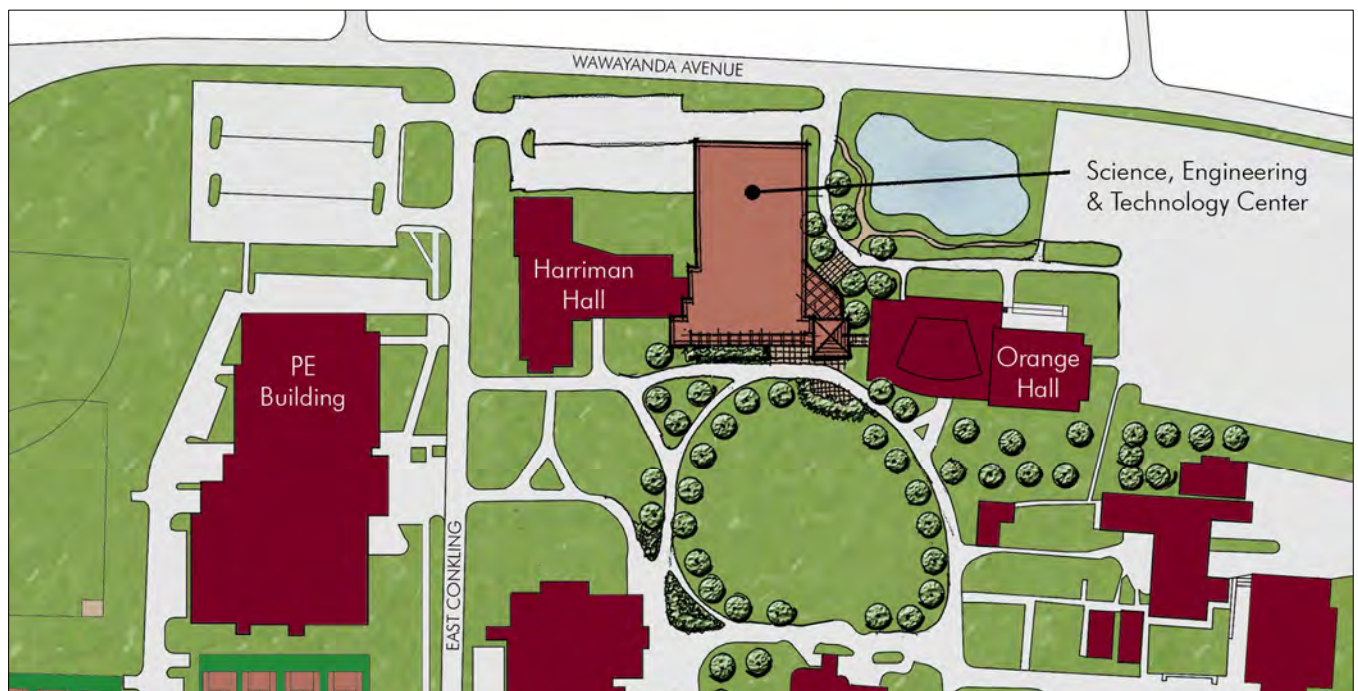 WAWAYANDA AVENUE
Science, Engineering
& Technology Center
Harriman
Hall
PE
Building
Orange
Hall
EAST CONKLING